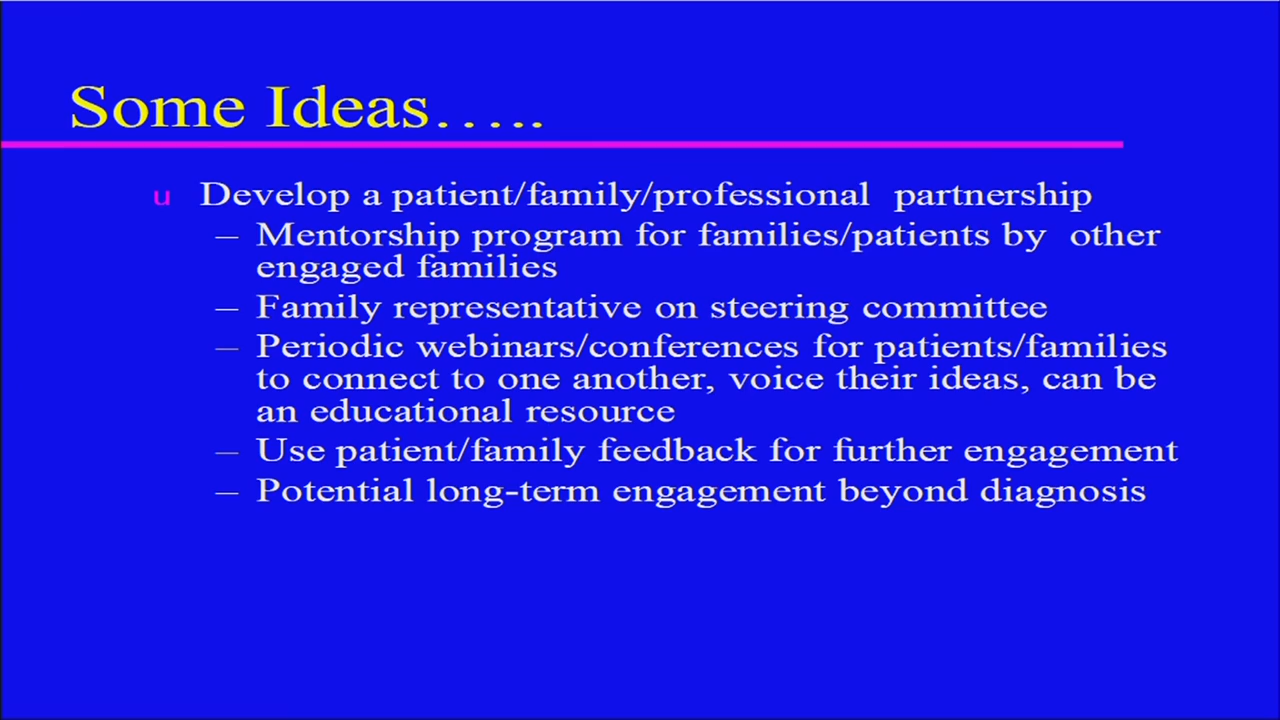 Some Ideas…..
u Develop a patient/family/professional partnership
– Mentorship program for families/patients by other
engaged families
– Family representative on steering committee
– Periodic webinars/conferences for patients/families
to connect to one another, voice their ideas, can be
an educational resource
– Use patient/family feedback for further engagement
– Potential long-term engagement beyond diagnosis